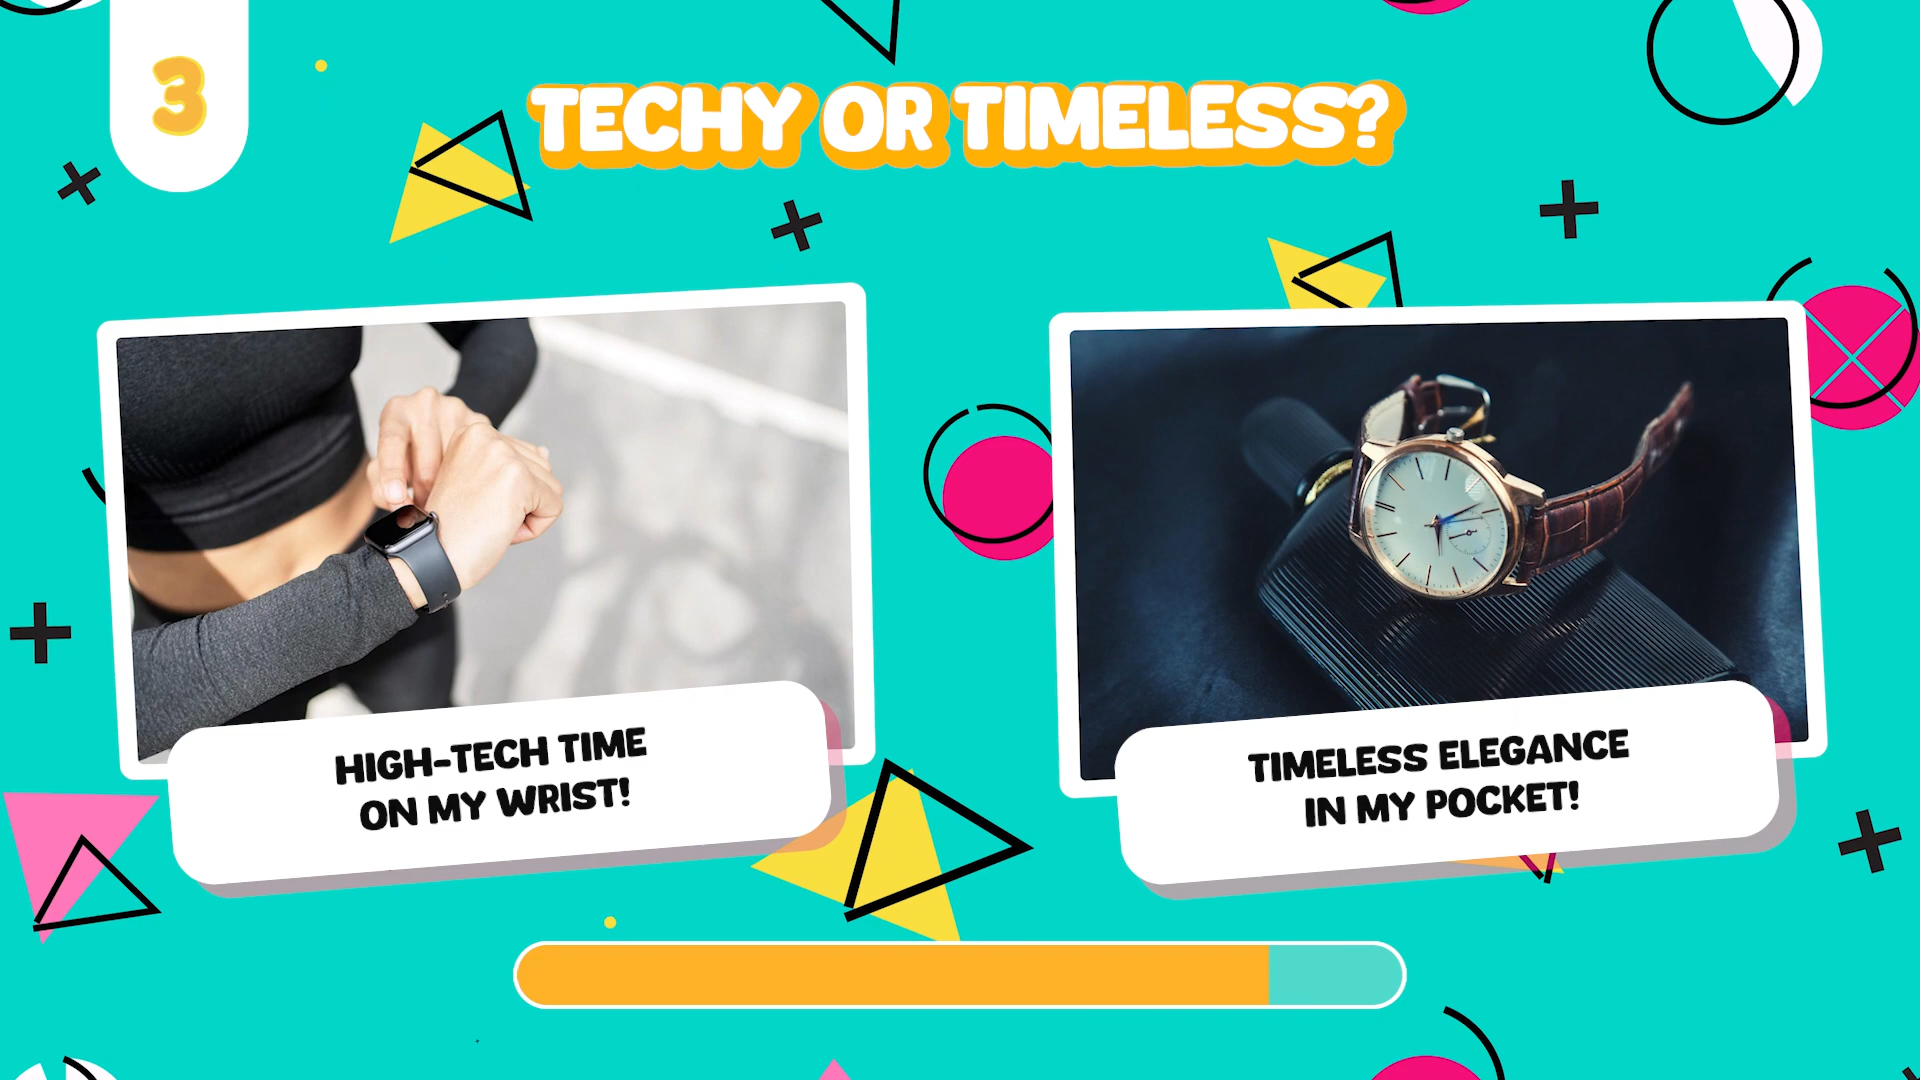 3
TECHY OR TIMELESS?
HIGH-TECH TIME
ON MY WRIST!
TIMELESS ELEGANCE
IN MY POCKET!